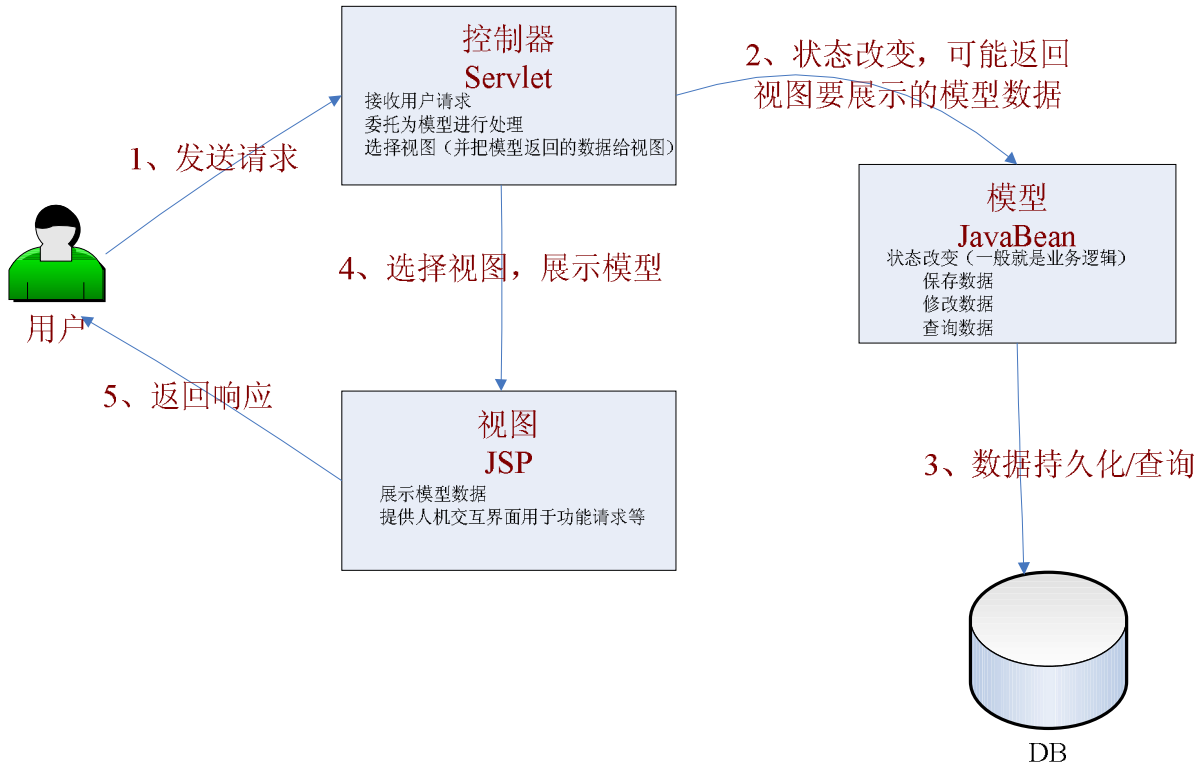 控制器
Servlet
接收用户请求
委托为模型进行处理
选择视图（并把模型返回的数据给视图）
2、状态改变，可能返回
视图要展示的模型数据
1、发送请求
模型
JavaBean
状态改变（一般就是业务逻辑）
保存数据
修改数据
查询数据
4、选择视图，展示模型
用户
5、返回响应
视图
JSP
展示模型数据
提供人机交互界面用于功能请求等
3、数据持久化/查询
DB